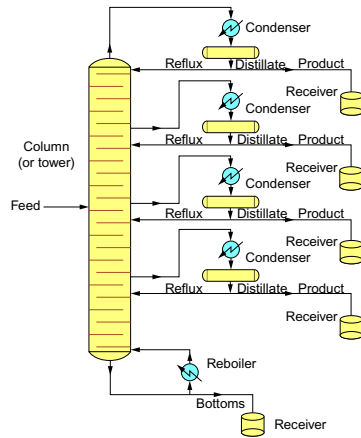 Condenser
Reflux Distillate Product
Receiver
Condenser
Column
(or tower)
Reflux Distillate Product
Receiver
Condenser
Feed
Reflux Distillate Product
Receiver
Condenser
Reflux Distillate Product
Receiver
Reboiler
Bottoms
Receiver